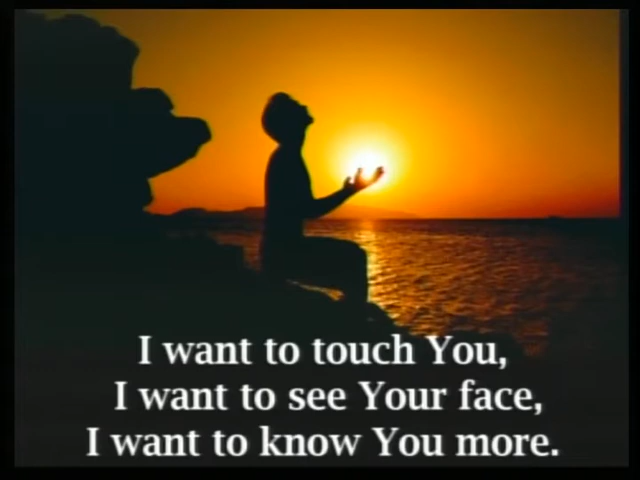 I want to touch You,
I want to see Your face,
I want to know You more.